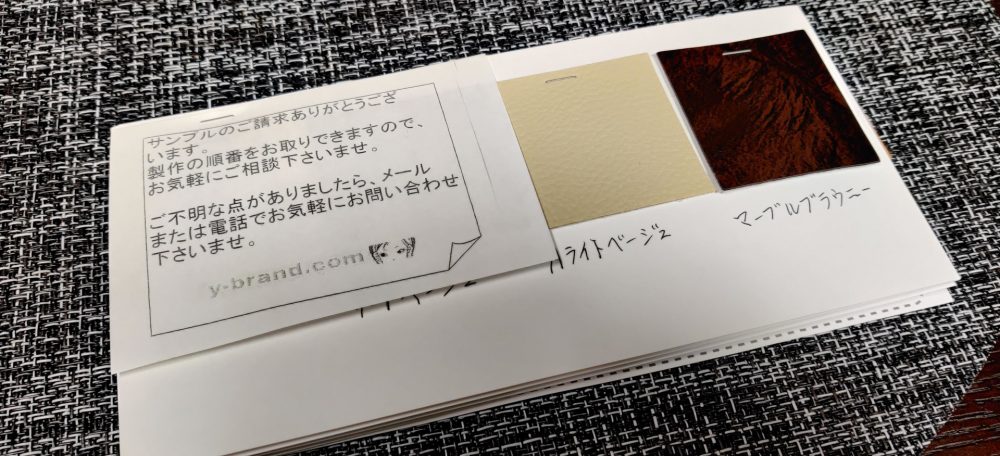 サンプルのご請求ありがとうござ
います。
製作の順番をお取りできますので、
お気軽にご相談下さいませ。
ご不明な点がありましたら、メール
または電話でお気軽にお問い合わせ
下さいませ。
y-brand.com
ライトベージュ
マーブルブラウニー